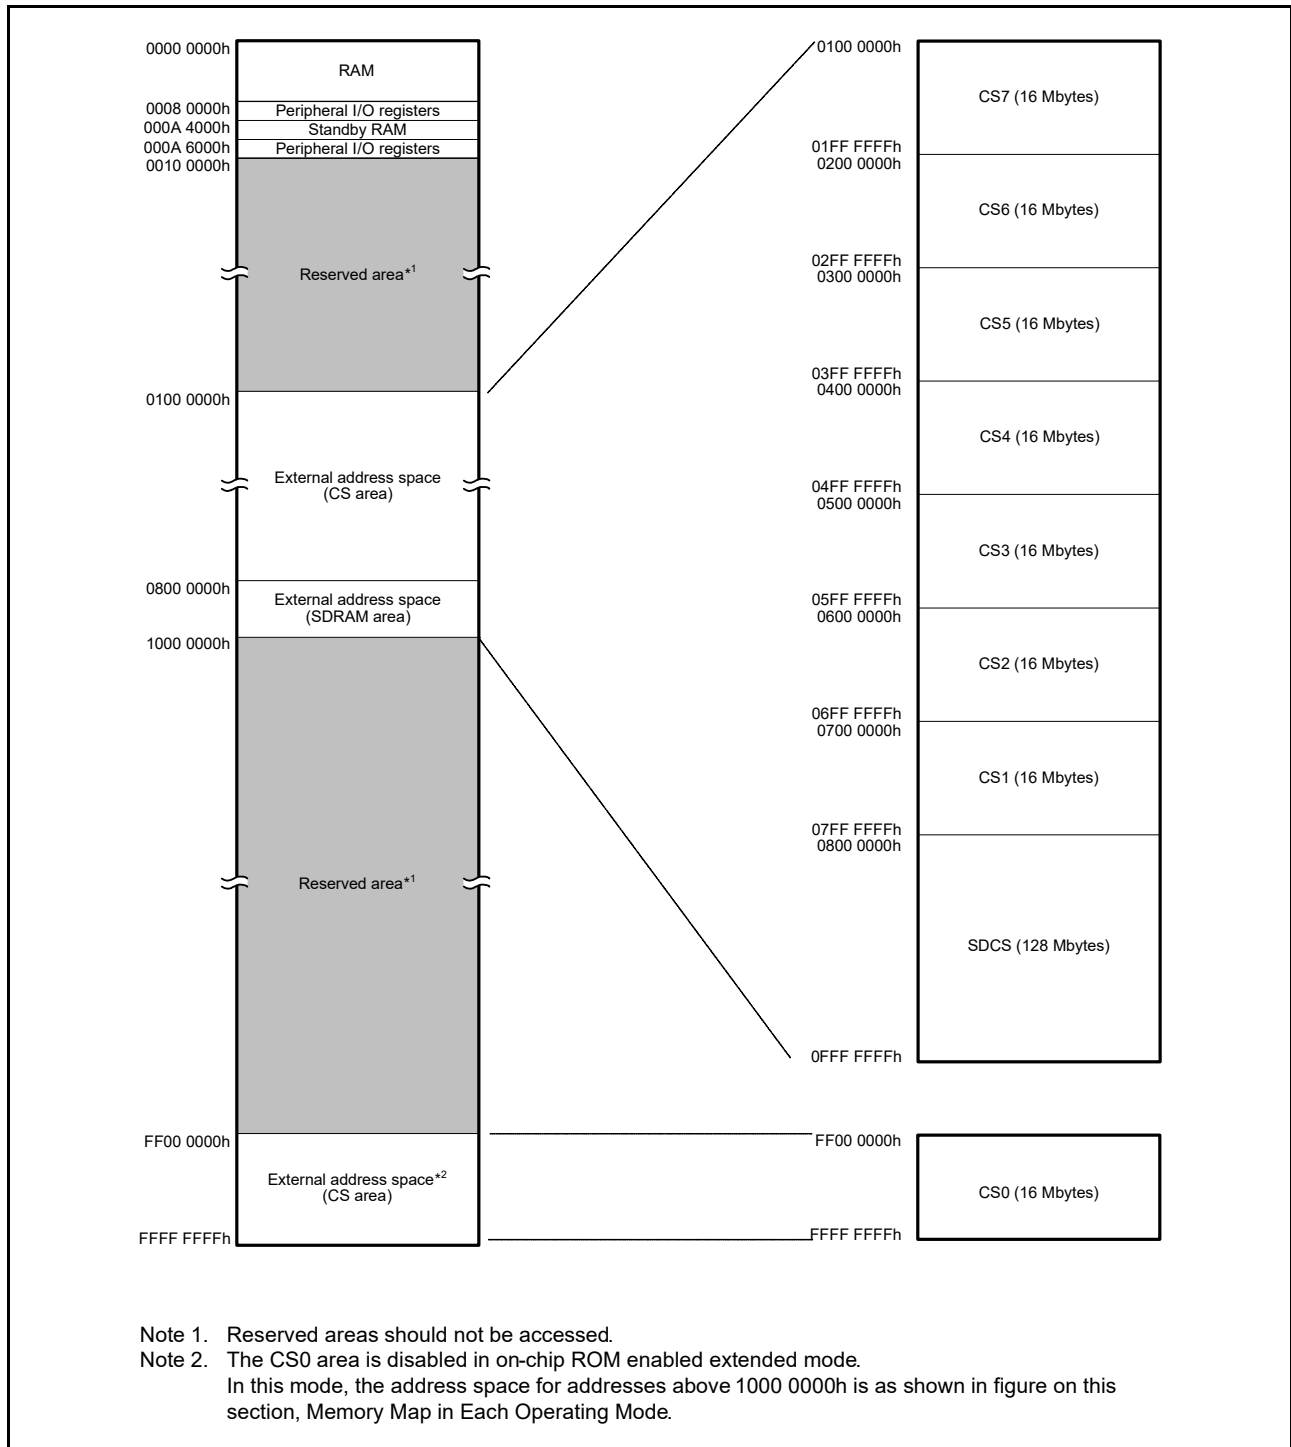 0000 0000h
RAM
0008 0000h
Peripheral I/O registers
000A 4000h
Standby RAM
000A 6000h
Peripheral I/O registers
0010 0000h
Reserved area*1
0100 0000h
External address space
(CS area)
0800 0000h
External address space
(SDRAM area)
1000 0000h
Reserved area*1
FF00 0000h
External address space*2
(CS area)
FFFF FFFFh
0100 0000h
CS7 (16 Mbytes)
01FF FFFFh
0200 0000h
CS6 (16 Mbytes)
02FF FFFFh
0300 0000h
CS5 (16 Mbytes)
03FF FFFFh
0400 0000h
CS4 (16 Mbytes)
04FF FFFFh
0500 0000h
CS3 (16 Mbytes)
05FF FFFFh
0600 0000h
CS2 (16 Mbytes)
06FF FFFFh
0700 0000h
CS1 (16 Mbytes)
07FF FFFFh
0800 0000h
SDCS (128 Mbytes)
0FFF FFFFh
FF00 0000h
CS0 (16 Mbytes)
FFFF FFFFh
Note 1. Reserved areas should not be accessed.
Note 2. The CS0 area is disabled in on-chip ROM enabled extended mode.
In this mode, the address space for addresses above 1000 0000h is as shown in figure on this
section, Memory Map in Each Operating Mode.